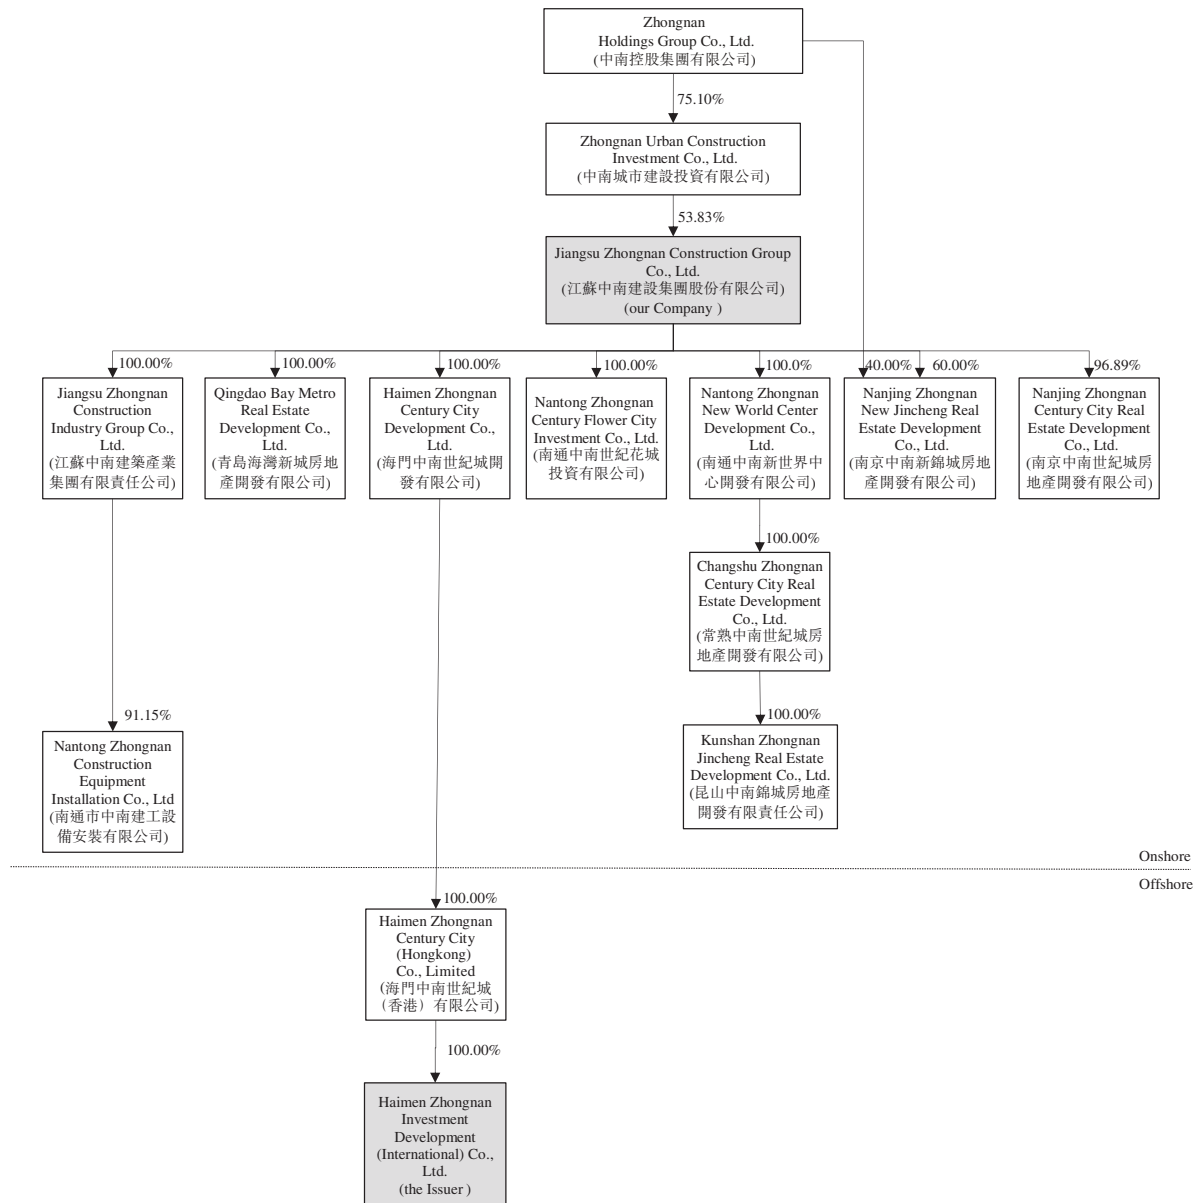 Zhongnan
Holdings Group Co., Ltd.
(中南控股集團有限公司)
75.10%
Zhongnan Urban Construction
Investment Co., Ltd.
(中南城市建設投資有限公司)
53.83%
Jiangsu Zhongnan Construction Group
Co., Ltd.
(江蘇中南建設集團股份有限公司)
(our Company )
100.00%
100.00%
100.00%
100.00%
100.0%
40.00%
60.00%
96.89%
Jiangsu Zhongnan
Construction
Industry Group Co.,
Ltd.
(江蘇中南建築產業
集團有限責任公司)
Qingdao Bay Metro
Real Estate
Development Co.,
Ltd.
(青島海灣新城房地
產開發有限公司)
Haimen Zhongnan
Century City
Development Co.,
Ltd.
(海門中南世紀城開
發有限公司)
Nantong Zhongnan
Century Flower City
Investment Co., Ltd.
(南通中南世紀花城
投資有限公司)
Nantong Zhongnan
New World Center
Development Co.,
Ltd.
(南通中南新世界中
心開發有限公司)
Nanjing Zhongnan
New Jincheng Real
Estate Development
Co., Ltd.
(南京中南新錦城房地
產開發有限公司)
Nanjing Zhongnan
Century City Real
Estate Development
Co., Ltd.
(南京中南世紀城房
地產開發有限公司)
100.00%
Changshu Zhongnan
Century City Real
Estate Development
Co., Ltd.
(常熟中南世紀城房
地產開發有限公司)
91.15%
100.00%
Nantong Zhongnan
Construction
Equipment
Installation Co., Ltd
(南通市中南建工設
備安裝有限公司)
Kunshan Zhongnan
Jincheng Real Estate
Development Co., Ltd.
(昆山中南錦城房地產
開發有限責任公司)
Onshore
Offshore
100.00%
Haimen Zhongnan
Century City
(Hongkong)
Co., Limited
(海門中南世紀城
（香港）有限公司)
100.00%
Haimen Zhongnan
Investment
Development
(International) Co.,
Ltd.
(the Issuer )